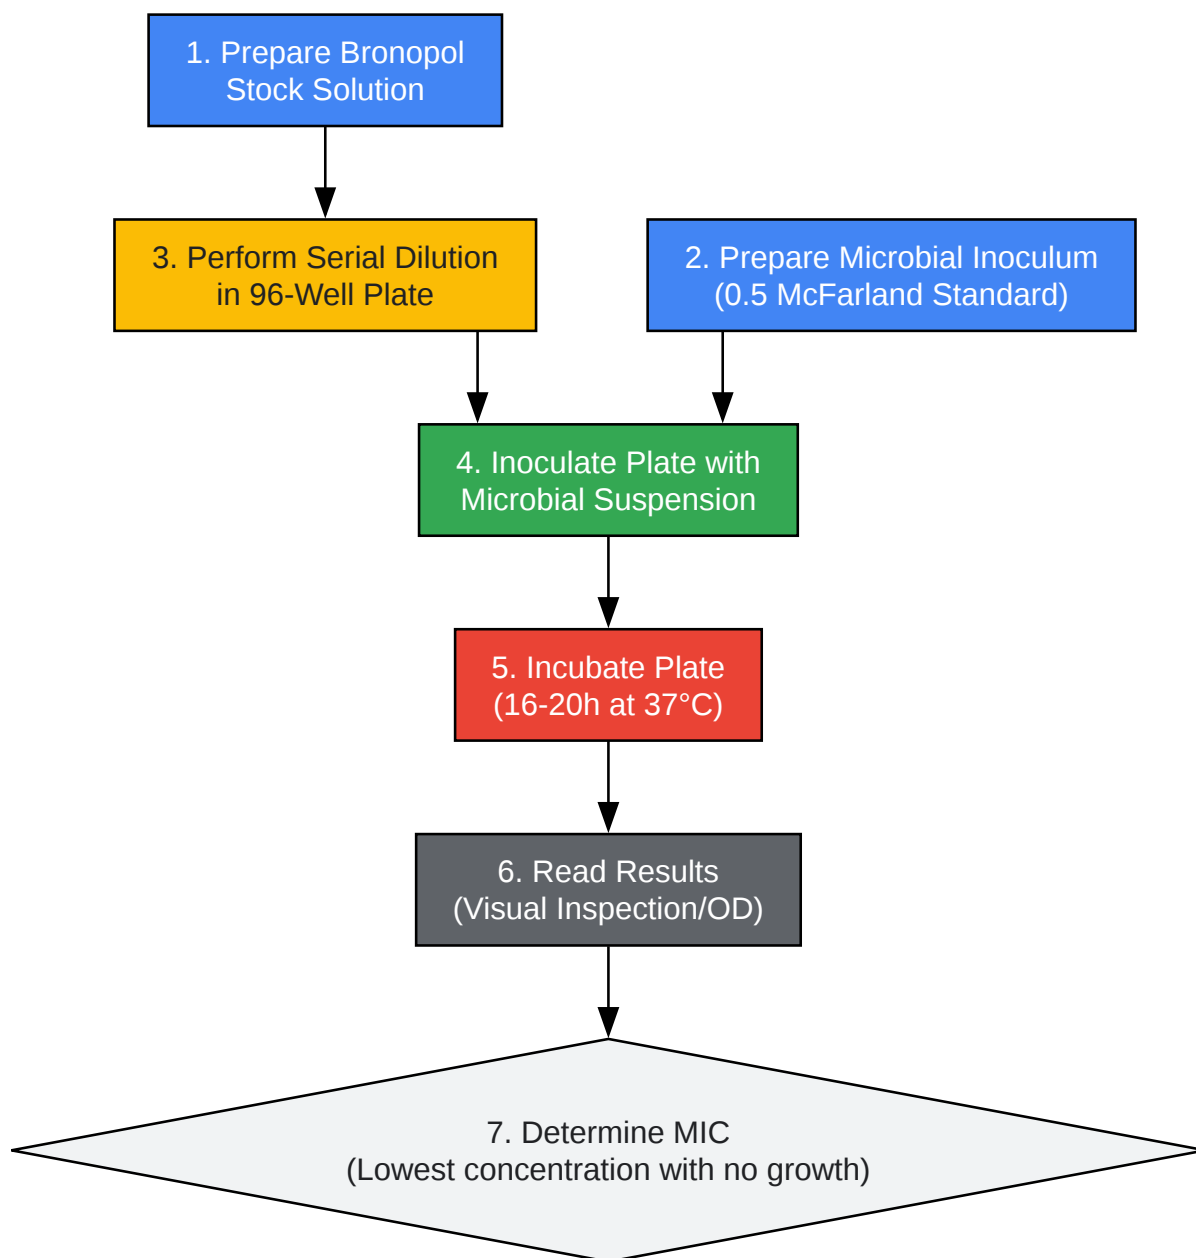 1. Prepare Bronopol
Stock Solution
3. Perform Serial Dilution
in 96-Well Plate
2. Prepare Microbial Inoculum
(0.5 McFarland Standard)
4. Inoculate Plate with
Microbial Suspension
5. Incubate Plate
(16-20h at 37°C)
6. Read Results
(Visual Inspection/OD)
7. Determine MIC
(Lowest concentration with no growth)